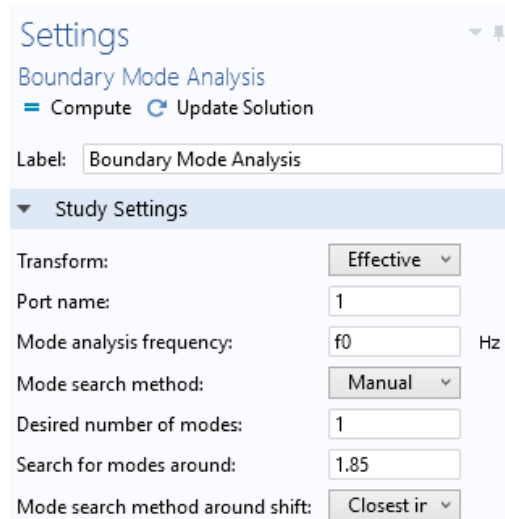 Settings
Boundary Mode Analysis
Compute Update Solution
Label: Boundary Mode Analysis
Study Settings
Transform: Effective
Port name: 1
Mode analysis frequency: f0 Hz
Mode search method: Manual
Desired number of modes: 1
Search for modes around: 1.85
Mode search method around shift: Closest ir